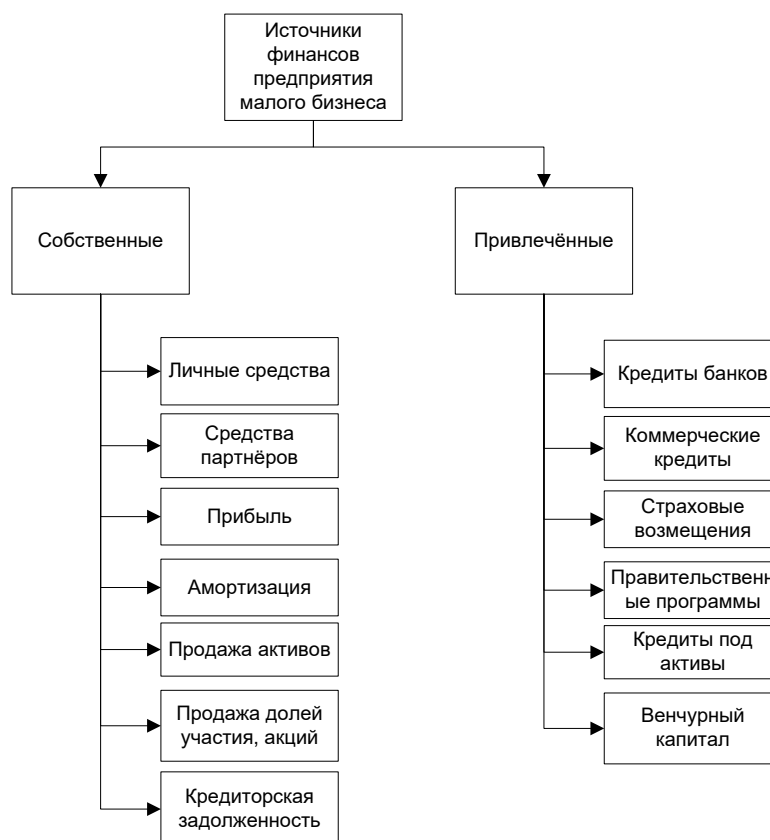 Источники
финансов
предприятия
малого бизнеса
Собственные
Привлечённые
Личные средства
Средства
партнёров
Прибыль
Амортизация
Продажа активов
Продажа долей
участия, акций
Кредиторская
задолженность
Кредиты банков
Коммерческие
кредиты
Страховые
возмещения
Правительственн
ые программы
Кредиты под
активы
Венчурный
капитал